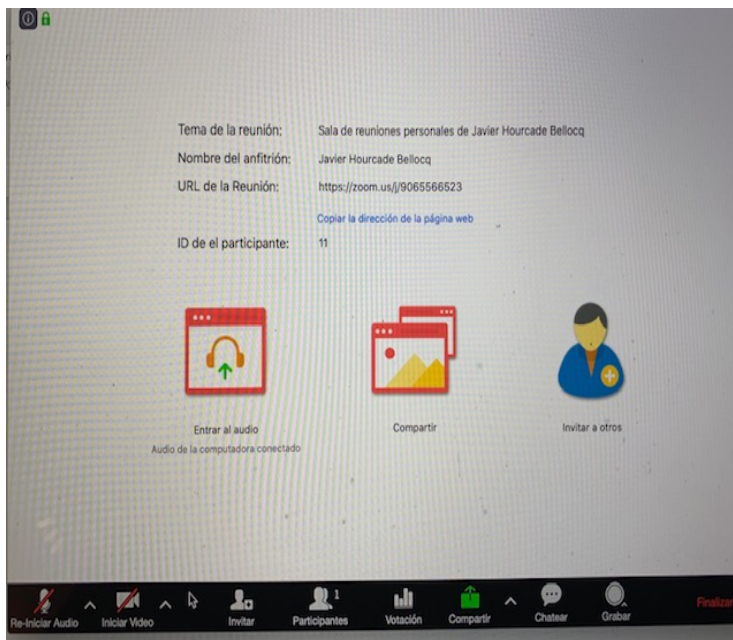 Tema de la reunión: Sala de reuniones personales de Javier Hourcade Bellocq
Nombre del anfitrión: Javier Hourcade Bellocq
URL de la Reunión: https://zoom.us/j/9065566523
Copiar la dirección de la página web
ID de el participante: 11
Entrar al audio Compartir Invitar a otros
Audio de la computadora conectado
1
Re-Iniciar Audio Iniciar Video Invitar Participantes Votación Compartir Chatear Grabar Finalizar